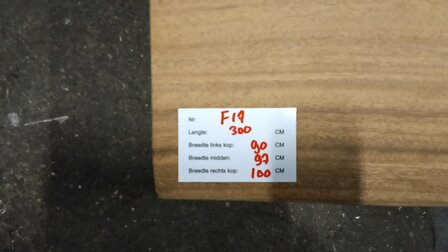 Nr: F19
Lengte: 300 CM
Breedte links kop: 90 CM
Breedte midden: 97 CM
Breedte rechts kop: 100 CM